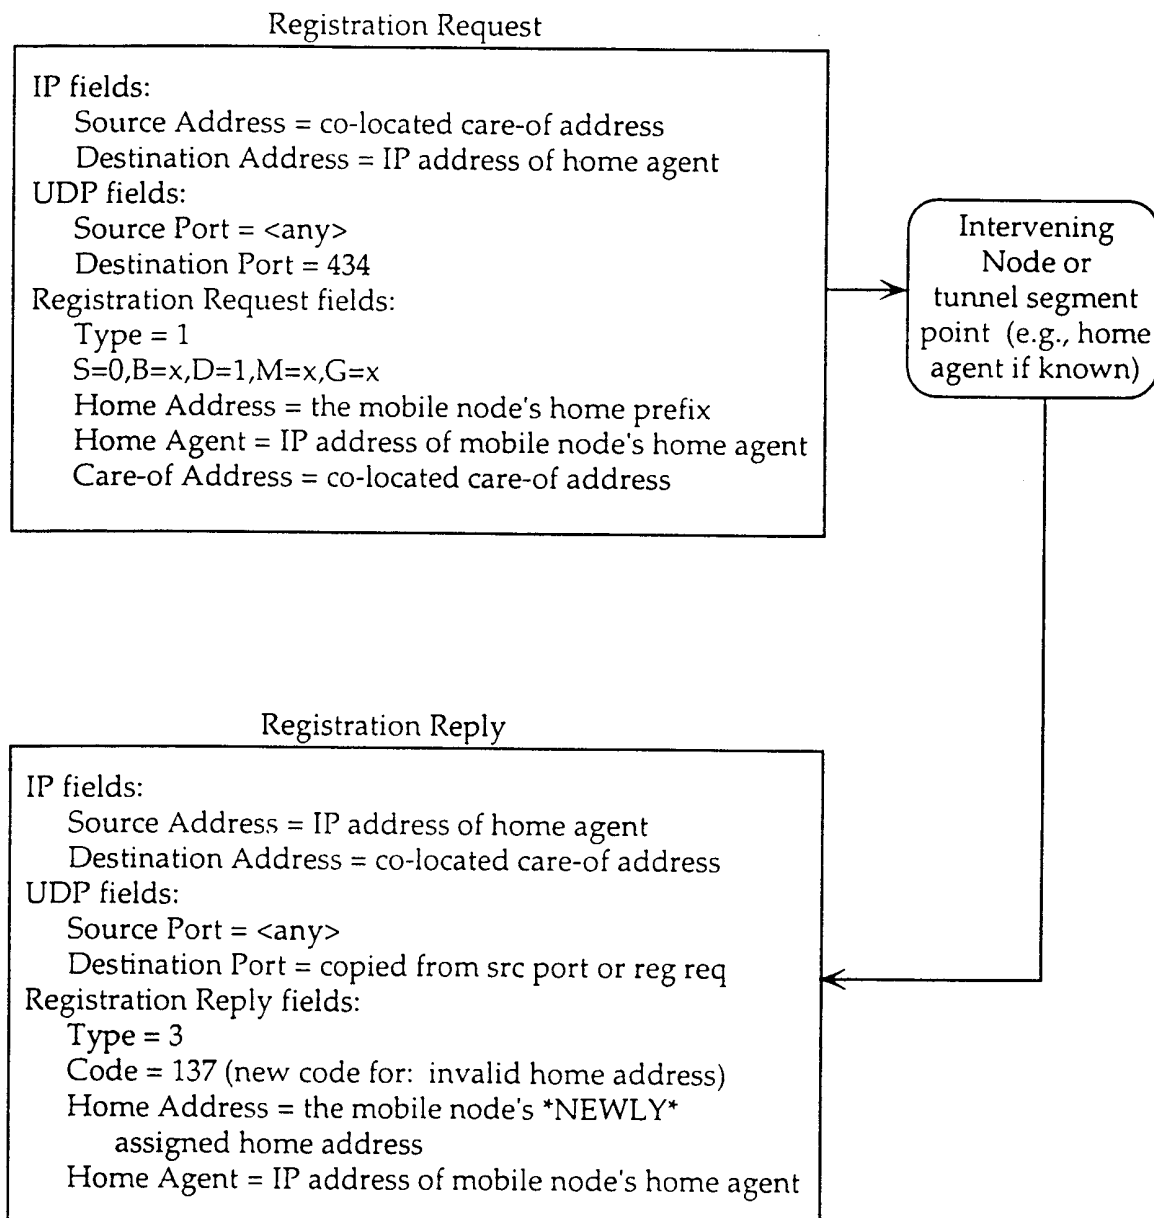 Registration Request
IP fields:
Source Address = co-located care-of address
Destination Address = IP address of home agent
UDP fields:
Source Port = <any>
Destination Port = 434
Registration Request fields:
Type = 1
S=0,B=x,D=1,M=x,G=x
Home Address = the mobile node's home prefix
Home Agent = IP address of mobile node's home agent
Care-of Address = co-located care-of address
Intervening
Node or
tunnel segment
point (e.g., home
agent if known)
Registration Reply
IP fields:
Source Address = IP address of home agent
Destination Address = co-located care-of address
UDP fields:
Source Port = <any>
Destination Port = copied from src port or reg req
Registration Reply fields:
Type = 3
Code = 137 (new code for: invalid home address)
Home Address = the mobile node's *NEWLY*
assigned home address
Home Agent = IP address of mobile node's home agent